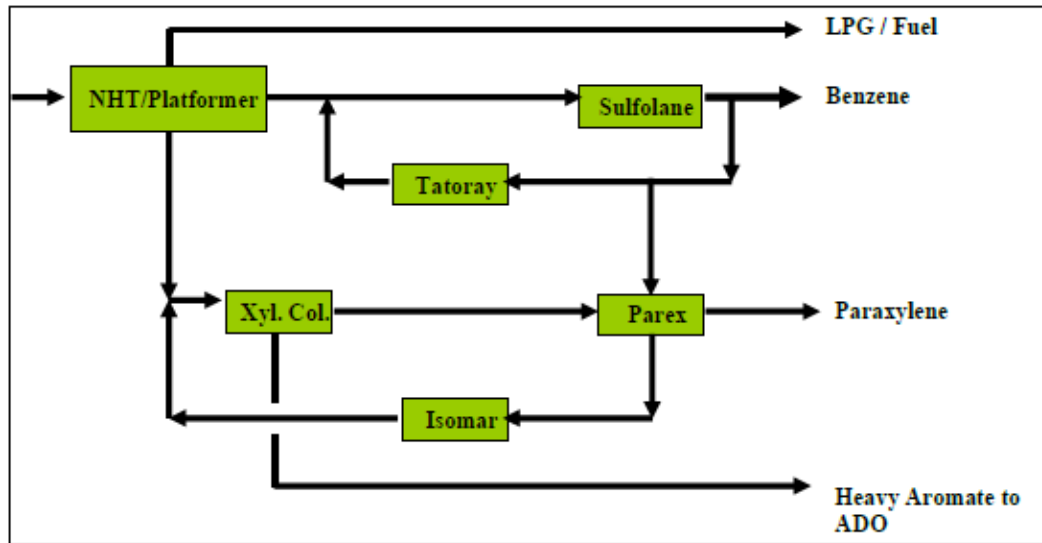 LPG / Fuel
NHT/Platformer
Sulfolane
Benzene
Tatoray
Xyl. Col.
Parex
Paraxylene
Isomar
Heavy Aromate to
ADO